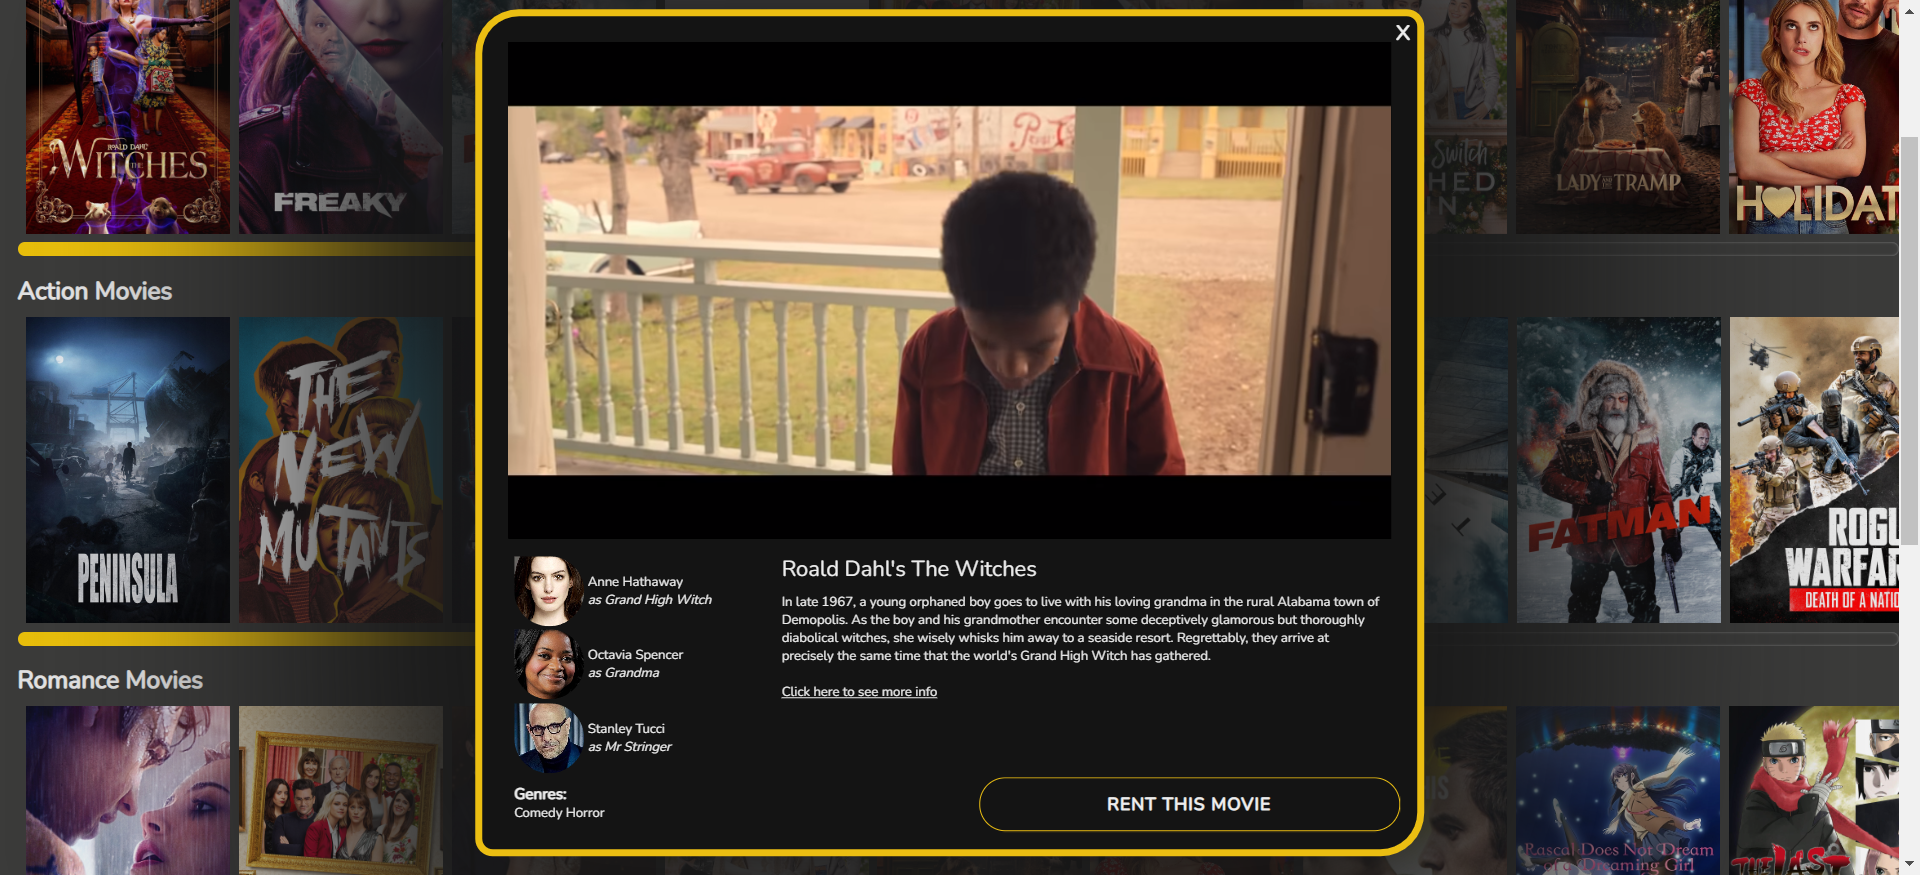 X
ROALD DAHL'S
THE
WITCHES
FREAKY
Switch
LADY AND THE TRAMP
HOLIDAT
Pepsi
Action Movies
PENINSULA
THE
NEW
MUTANTS
FATMAN
ROGU
WARFAR
DEATH OF A NATIO
Anne Hathaway
as Grand High Witch
Octavia Spencer
as Grandma
Stanley Tucci
as Mr Stringer
Genres:
Comedy Horror
Roald Dahl's The Witches
In late 1967, a young orphaned boy goes to live with his loving grandma in the rural Alabama town of
Demopolis. As the boy and his grandmother encounter some deceptively glamorous but thoroughly
diabolical witches, she wisely whisks him away to a seaside resort. Regrettably, they arrive at
precisely the same time that the world's Grand High Witch has gathered.
Click here to see more info
RENT THIS MOVIE
Romance Movies
Rascal Does Not Dream
of a Dreaming Girl
THE LAST